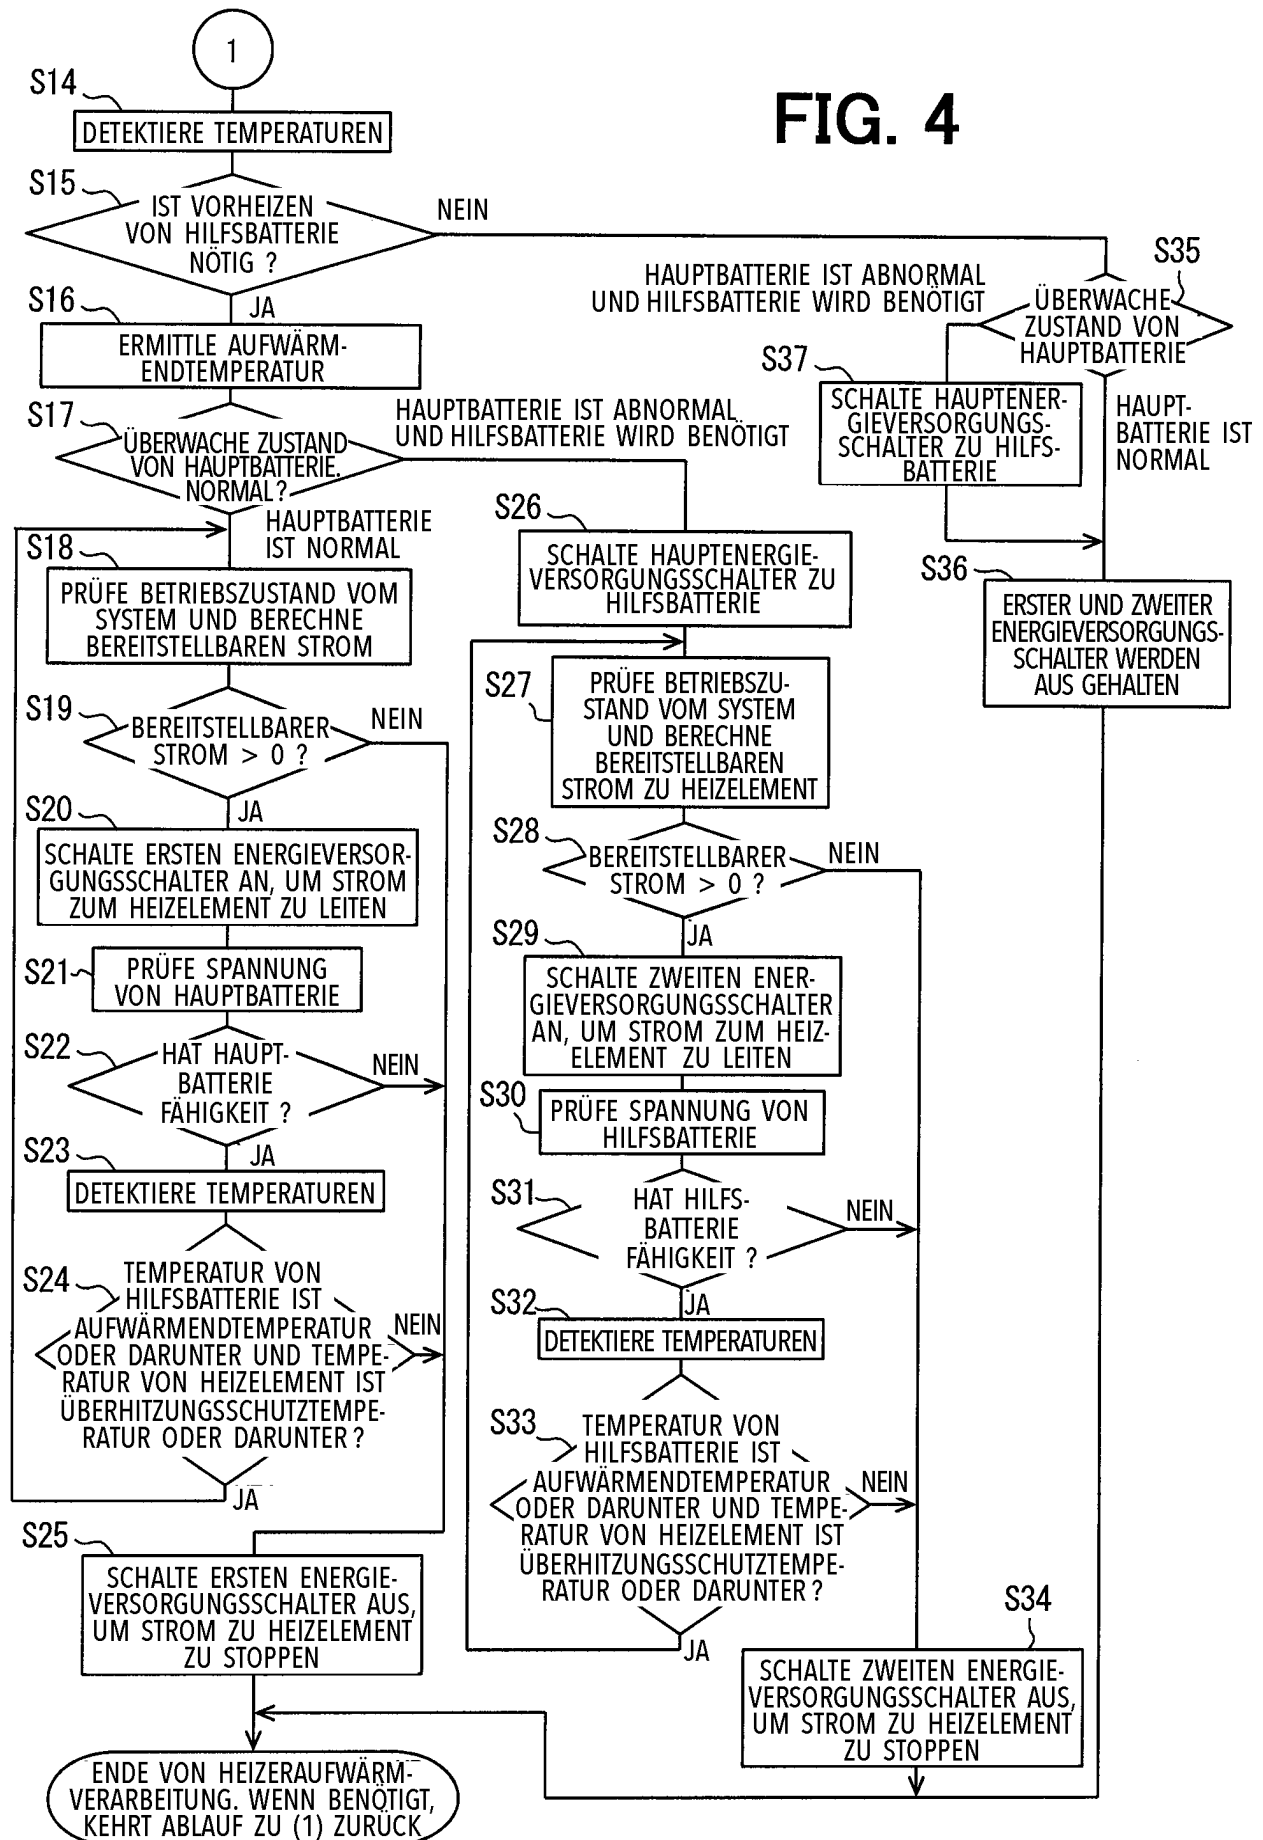 1
S14
DETEKTIERE TEMPERATUREN
FIG. 4
S15
IST VORHEIZEN
VON HILFSBATTERIE
NÖTIG ?
NEIN
JA
S16
ERMITTLE AUFWÄRM-
ENDTEMPERATUR
S17
ÜBERWACHE ZUSTAND
VON HAUPTBATTERIE.
NORMAL?
HAUPTBATTERIE IST ABNORMAL
UND HILFSBATTERIE WIRD BENÖTIGT
HAUPTBATTERIE
IST NORMAL
S18
PRÜFE BETRIEBSZUSTAND VOM
SYSTEM UND BERECHNE
BEREITSTELLBAREN STROM
S19
BEREITSTELLBARER
STROM > 0 ?
NEIN
JA
S20
SCHALTE ERSTEN ENERGIEVERSOR-
GUNGSSCHALTER AN, UM STROM
ZUM HEIZELEMENT ZU LEITEN
S21
PRÜFE SPANNUNG
VON HAUPTBATTERIE
S22
HAT HAUPT-
BATTERIE
FÄHIGKEIT ?
NEIN
JA
S23
DETEKTIERE TEMPERATUREN
S24
TEMPERATUR VON
HILFSBATTERIE IST
AUFWÄRMENDTEMPERATUR
ODER DARUNTER UND TEMPE-
RATUR VON HEIZELEMENT IST
ÜBERHITZUNGSSCHUTZTEMPE-
RATUR ODER DARUNTER ?
NEIN
JA
S25
SCHALTE ERSTEN ENERGIE-
VERSORGUNGSSCHALTER AUS,
UM STROM ZU HEIZELEMENT
ZU STOPPEN
S26
SCHALTE HAUPTENERGIE-
VERSORGUNGSSCHALTER ZU
HILFSBATTERIE
S27
PRÜFE BETRIEBSZU-
STAND VOM SYSTEM
UND BERECHNE
BEREITSTELLBAREN
STROM ZU HEIZELEMENT
S28
BEREITSTELLBARER
STROM > 0 ?
NEIN
JA
S29
SCHALTE ZWEITEN ENER-
GIEVERSORGUNGSSCHALTER
AN, UM STROM ZUM HEIZ-
ELEMENT ZU LEITEN
S30
PRÜFE SPANNUNG VON
HILFSBATTERIE
S31
HAT HILFS-
BATTERIE
FÄHIGKEIT ?
NEIN
JA
S32
DETEKTIERE TEMPERATUREN
S33
TEMPERATUR VON
HILFSBATTERIE IST
AUFWÄRMENDTEMPERATUR
ODER DARUNTER UND TEMPE-
RATUR VON HEIZELEMENT IST
ÜBERHITZUNGSSCHUTZTEMPE-
RATUR ODER DARUNTER ?
NEIN
JA
S34
SCHALTE ZWEITEN ENERGIE-
VERSORGUNGSSCHALTER AUS,
UM STROM ZU HEIZELEMENT
ZU STOPPEN
S35
ÜBERWACHE
ZUSTAND VON
HAUPTBATTERIE
HAUPTBATTERIE IST ABNORMAL
UND HILFSBATTERIE WIRD BENÖTIGT
S37
SCHALTE HAUPTENER-
GIEVERSORGUNGS-
SCHALTER ZU HILFS-
BATTERIE
HAUPT-
BATTERIE IST
NORMAL
S36
ERSTER UND ZWEITER
ENERGIEVERSORGUNGS-
SCHALTER WERDEN
AUS GEHALTEN
ENDE VON HEIZERAUFWÄRM-
VERARBEITUNG. WENN BENÖTIGT,
KEHRT ABLAUF ZU (1) ZURÜCK